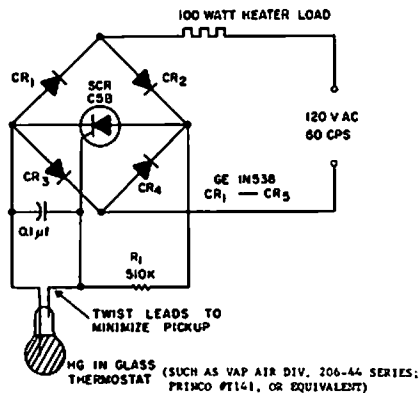 100 WATT HEATER LOAD
CR1
SCR
C5B
CR2
120 V AC
60 CPS
CR3
CR4
GE 1N538
CR1 — CR5
0.1µf
R1
510K
TWIST LEADS TO
MINIMIZE PICKUP
HG IN GLASS
THERMOSTAT
(SUCH AS VAP AIR DIV. 206-44 SERIES;
PRINCO #T141, OR EQUIVALENT)